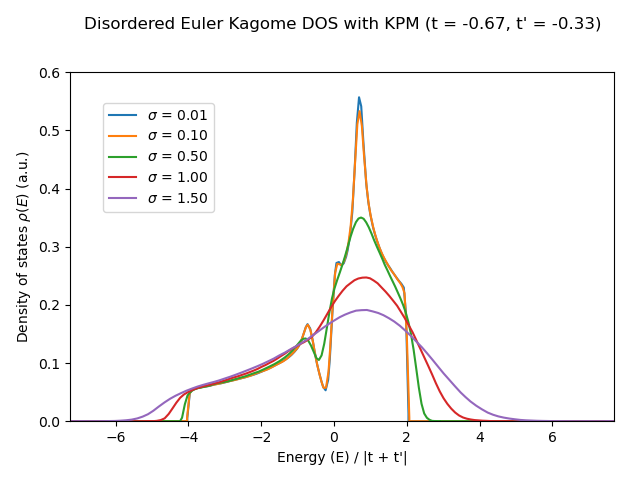 Disordered Euler Kagome DOS with KPM (t = -0.67, t' = -0.33)
0.6
0.5
0.4
0.3
0.2
0.1
0.0
Density of states ρ(E) (a.u.)
σ = 0.01
σ = 0.10
σ = 0.50
σ = 1.00
σ = 1.50
−6 −4 −2 0 2 4 6
Energy (E) / |t + t'|